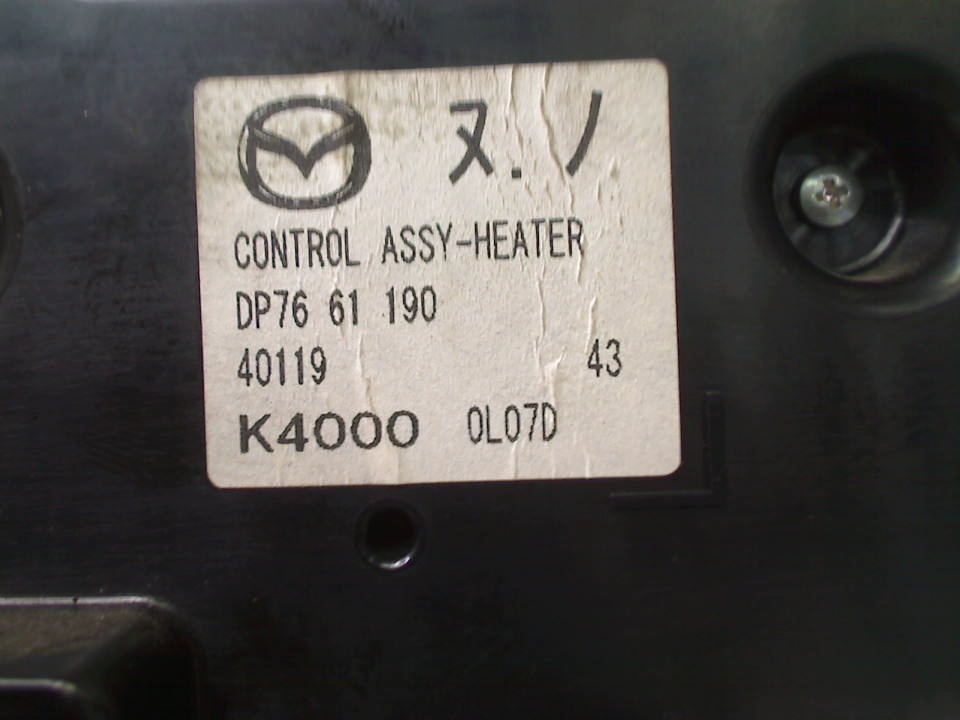 ヌ.ノ
CONTROL ASSY-HEATER
DP76 61 190
40119 43
K4000 0L07D